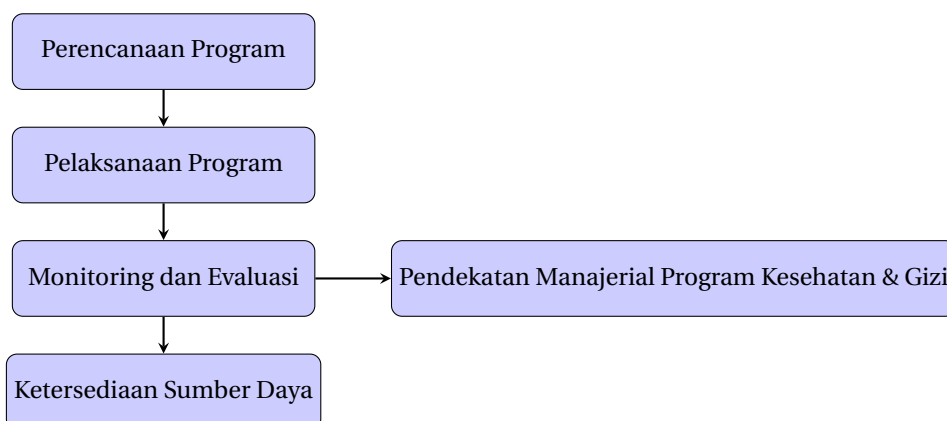 Perencanaan Program
Pelaksanaan Program
Monitoring dan Evaluasi
Pendekatan Manajerial Program Kesehatan & Gizi
Ketersediaan Sumber Daya